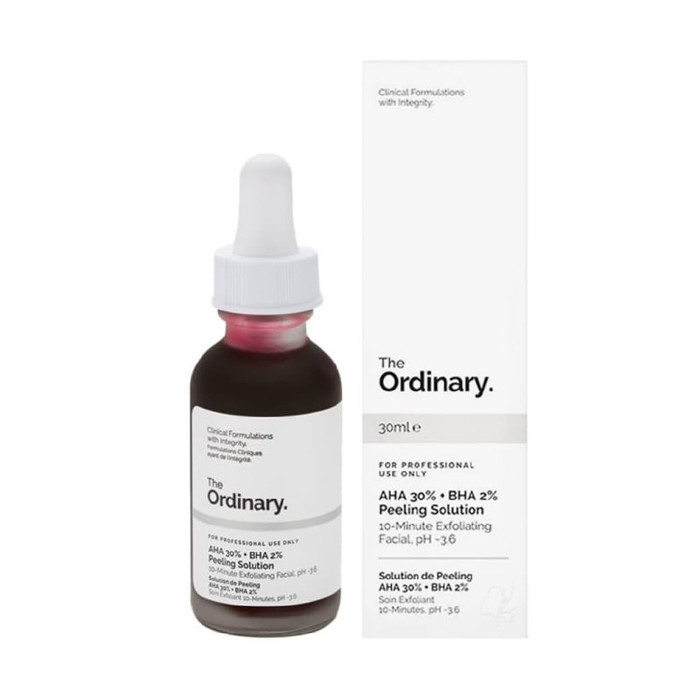 Clinical Formulations
with Integrity.
Formulations Cliniques
avant de l'intégrité.
The
Ordinary.
FOR PROFESSIONAL USE ONLY
AHA 30% + BHA 2%
Peeling Solution
10-Minute Exfoliating Facial, pH ~3.6
Solution de Peeling
AHA 30% + BHA 2%
Soin Exfoliant 10-Minutes, pH ~3.6
Clinical Formulations
with Integrity.
The
Ordinary.
30ml e
FOR PROFESSIONAL
USE ONLY
AHA 30% + BHA 2%
Peeling Solution
10-Minute Exfoliating
Facial, pH ~3.6
Solution de Peeling
AHA 30% + BHA 2%
Soin Exfoliant
10-Minutes, pH ~3.6